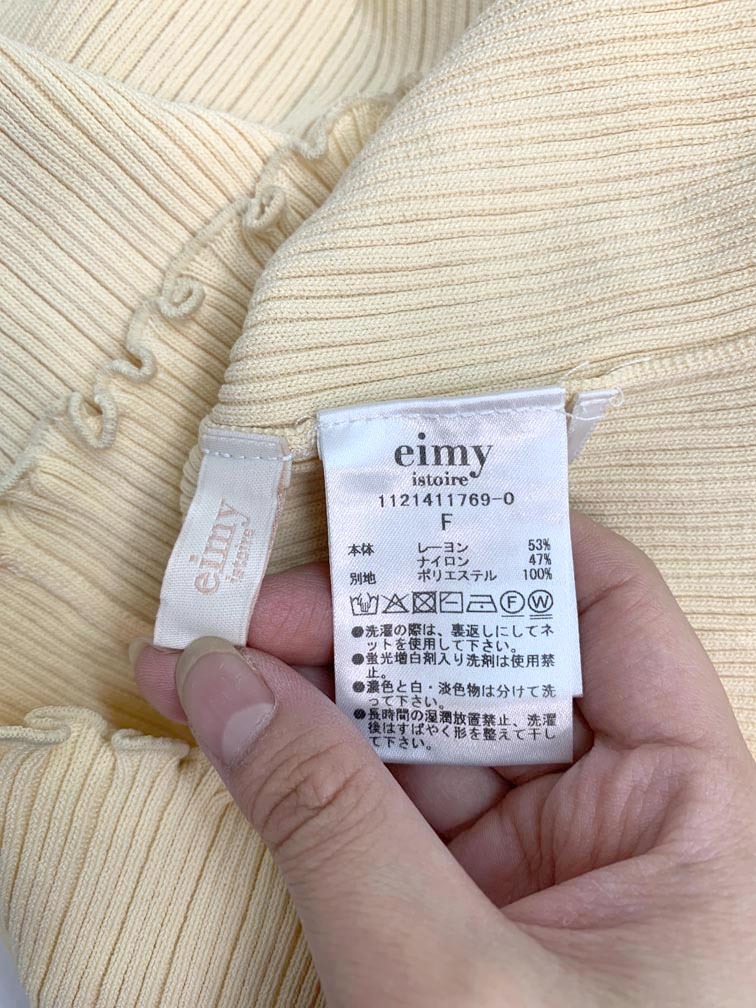 eimy
istoire
1121411769-0
F
本体 レーヨン 53%
ナイロン 47%
別地 ポリエステル 100%
F W
●洗濯の際は、裏返しにしてネ
ットを使用して下さい。
●蛍光増白剤入り洗剤は使用禁
止。
●濃色と白・淡色物は分けて洗
って下さい。
●長時間の湿潤放置禁止、洗濯
後はすばやく形を整えて干し
て下さい。
eimy
istoire